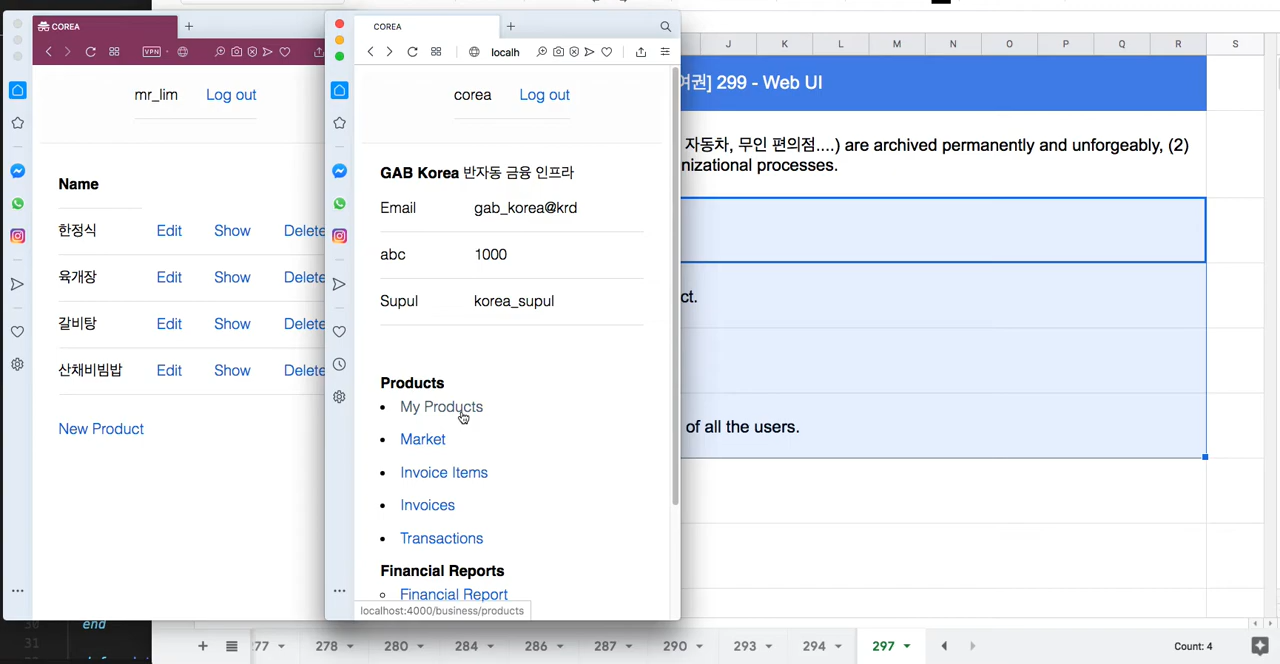 COREA
VPN
mr_lim Log out
Name
한정식 Edit Show Delete
육개장 Edit Show Delete
갈비탕 Edit Show Delete
산채비빔밥 Edit Show Delete
New Product
COREA
localh
corea Log out
GAB Korea 반자동 금융 인프라
Email gab_korea@krd
abc 1000
Supul korea_supul
Products
My Products
Market
Invoice Items
Invoices
Transactions
Financial Reports
Financial Report
localhost:4000/business/products
J K L M N O P Q R S
여권] 299 - Web UI
자동차, 무인 편의점....) are archived permanently and unforgeably, (2)
nizational processes.
ct.
of all the users.
30 end
31
77 278 280 284 286 287 290 293 294 297 Count: 4